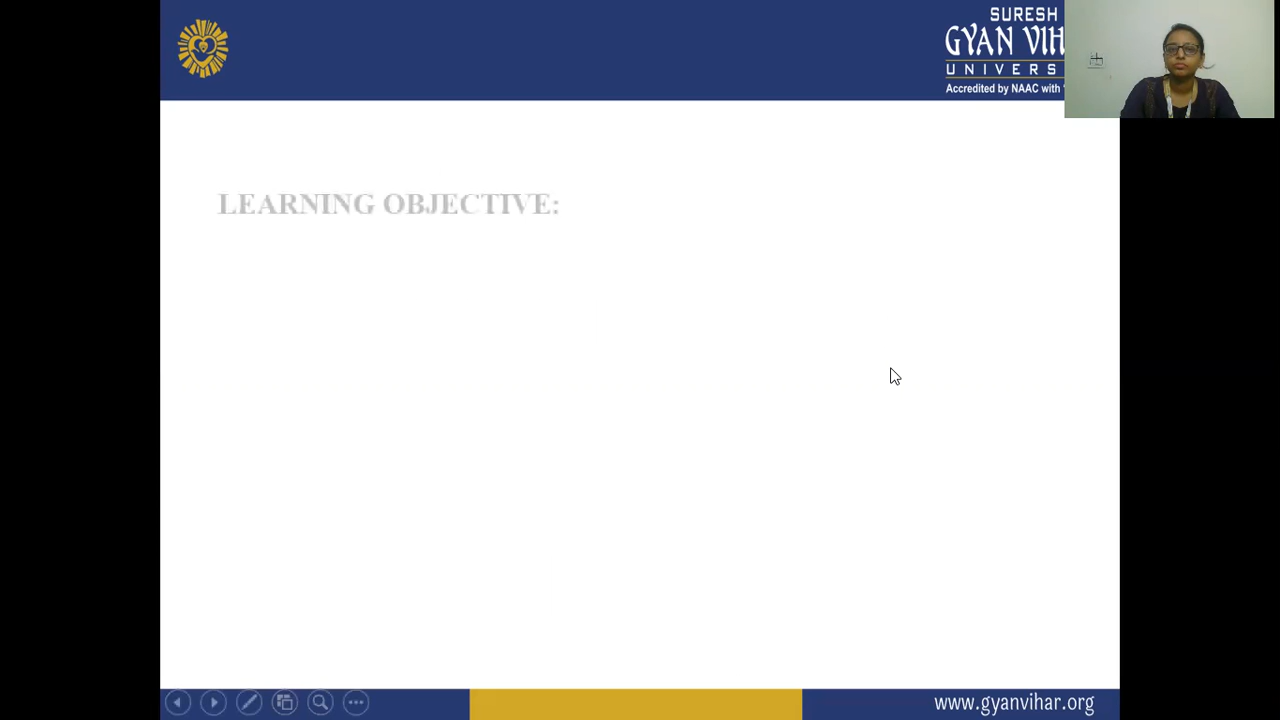 SURESH
GYAN VIH
UNIVERS
Accredited by NAAC with
LEARNING OBJECTIVE:
www.gyanvihar.org